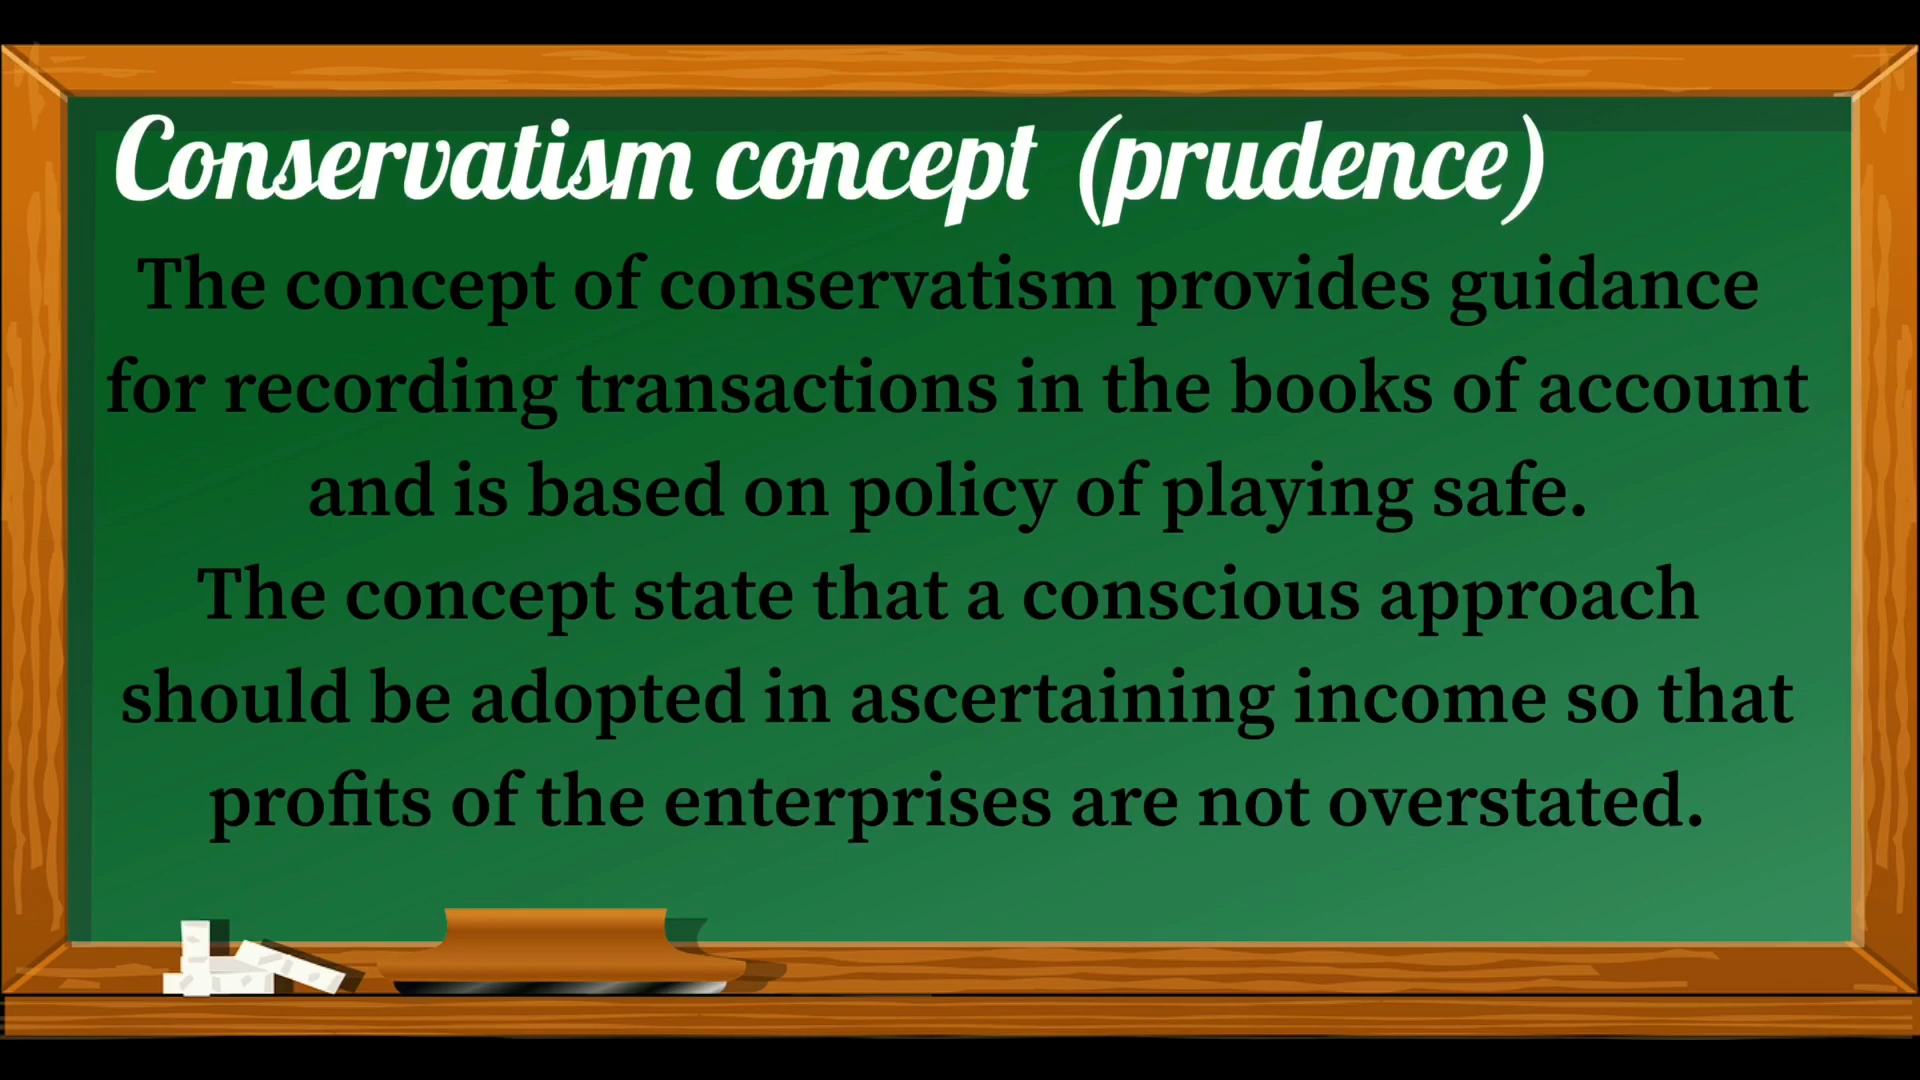 Conservatism concept (prudence)
The concept of conservatism provides guidance
for recording transactions in the books of account
and is based on policy of playing safe.
The concept state that a conscious approach
should be adopted in ascertaining income so that
profits of the enterprises are not overstated.